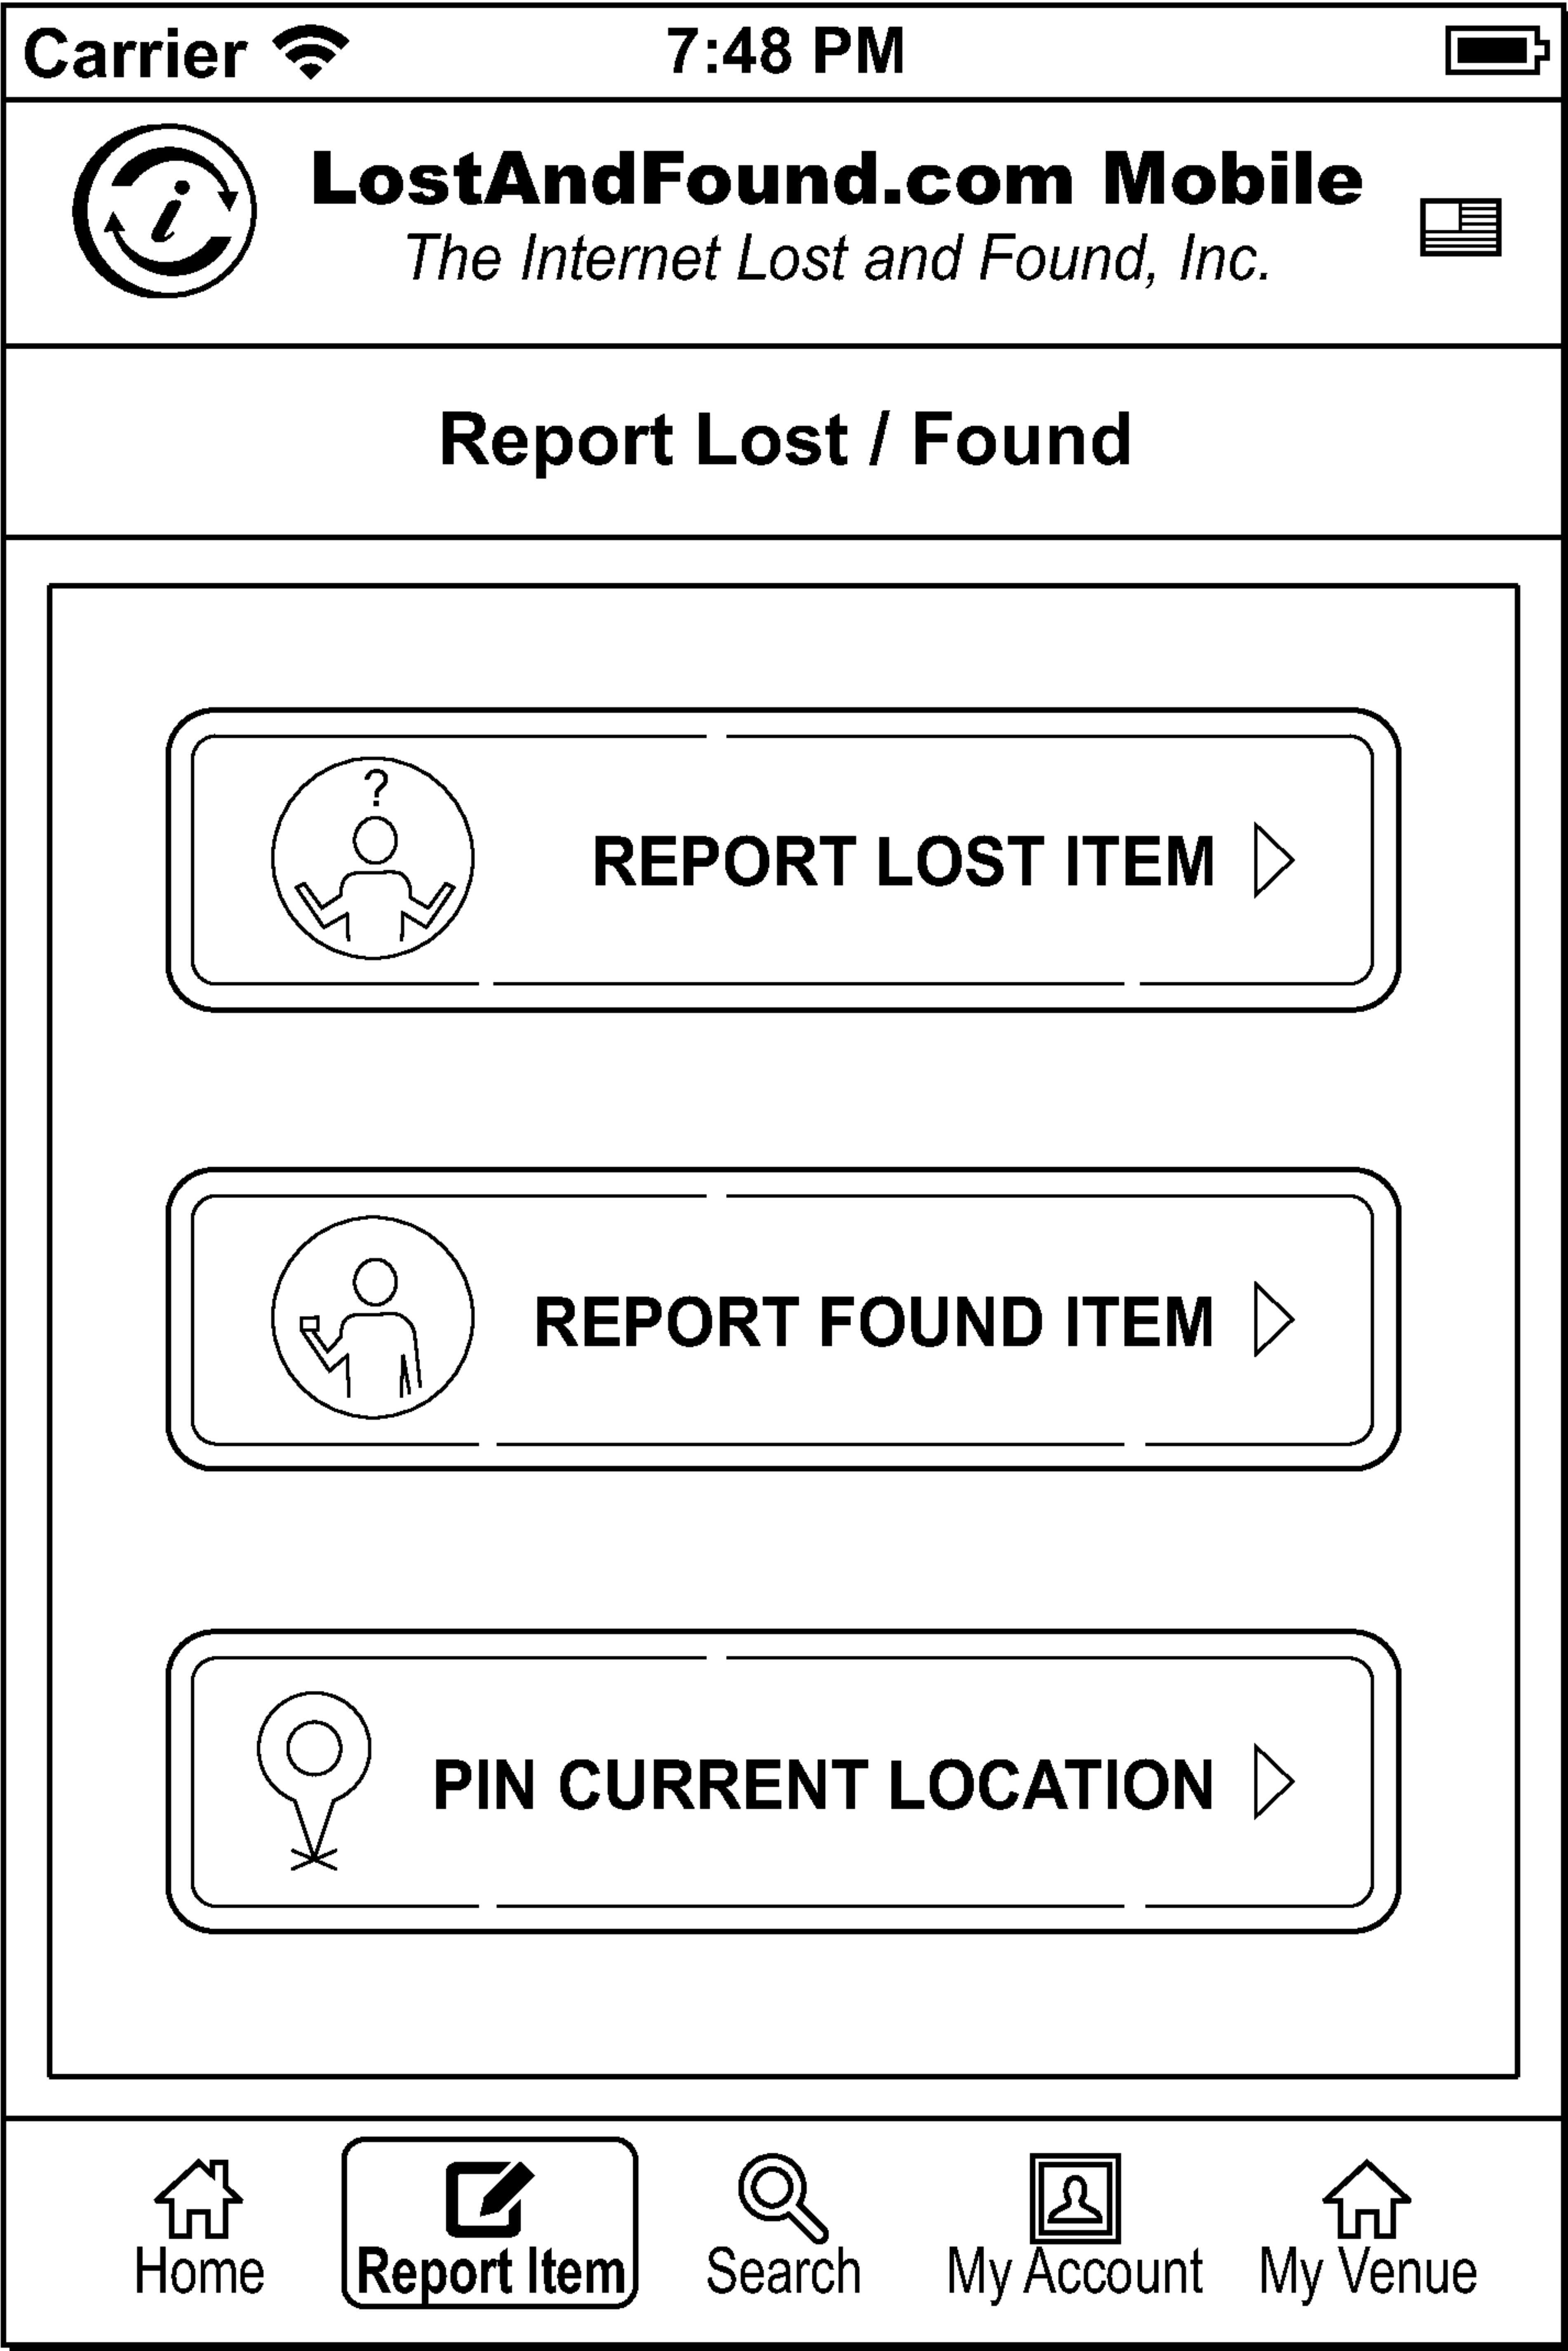 Carrier 7:48 PM
i
LostAndFound.com Mobile
The Internet Lost and Found, Inc.
Report Lost / Found
?
REPORT LOST ITEM
REPORT FOUND ITEM
PIN CURRENT LOCATION
Home Report Item Search My Account My Venue